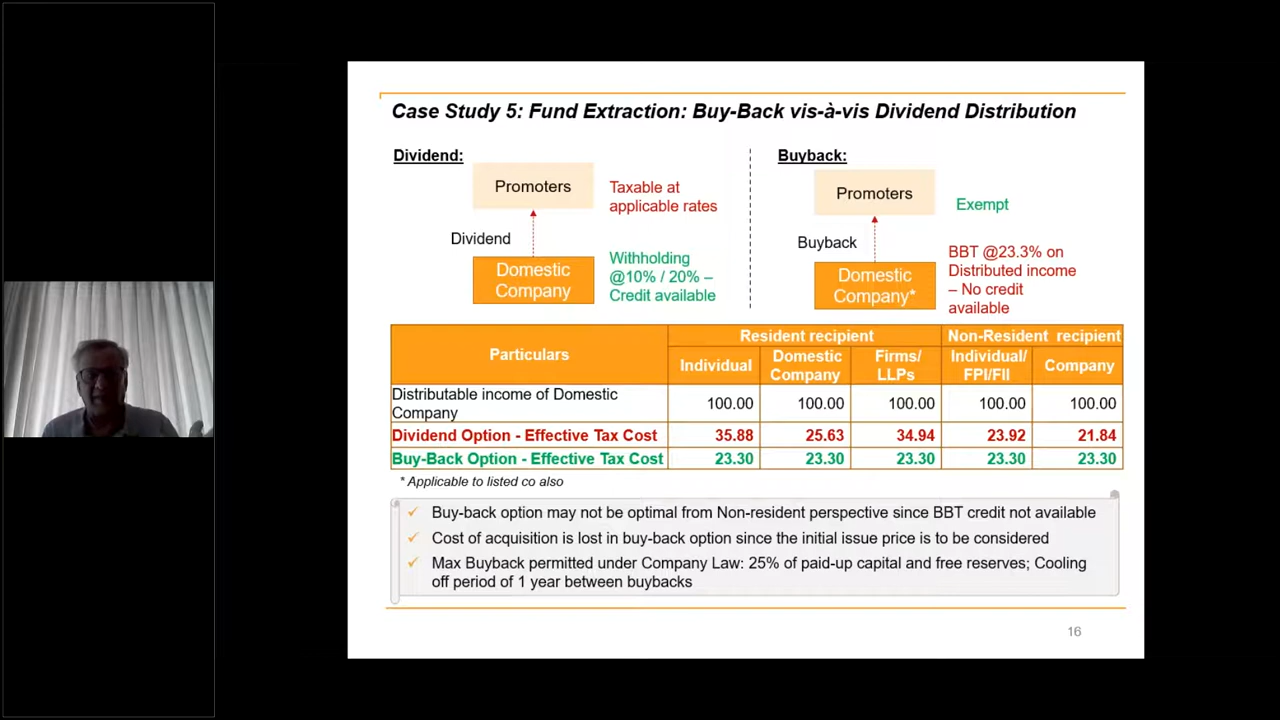 Case Study 5: Fund Extraction: Buy-Back vis-à-vis Dividend Distribution
Dividend:
Promoters
Taxable at
applicable rates
Dividend
Domestic
Company
Withholding
@10% / 20% –
Credit available
Buyback:
Promoters
Exempt
Buyback
Domestic
Company*
BBT @23.3% on
Distributed income
– No credit
available
Particulars
Resident recipient
Non-Resident recipient
Individual
Domestic
Company
Firms/
LLPs
Individual/
FPI/FII
Company
Distributable income of Domestic
Company
100.00 100.00 100.00 100.00 100.00
Dividend Option - Effective Tax Cost 35.88 25.63 34.94 23.92 21.84
Buy-Back Option - Effective Tax Cost 23.30 23.30 23.30 23.30 23.30
* Applicable to listed co also
✓ Buy-back option may not be optimal from Non-resident perspective since BBT credit not available
✓ Cost of acquisition is lost in buy-back option since the initial issue price is to be considered
✓ Max Buyback permitted under Company Law: 25% of paid-up capital and free reserves; Cooling
off period of 1 year between buybacks
16